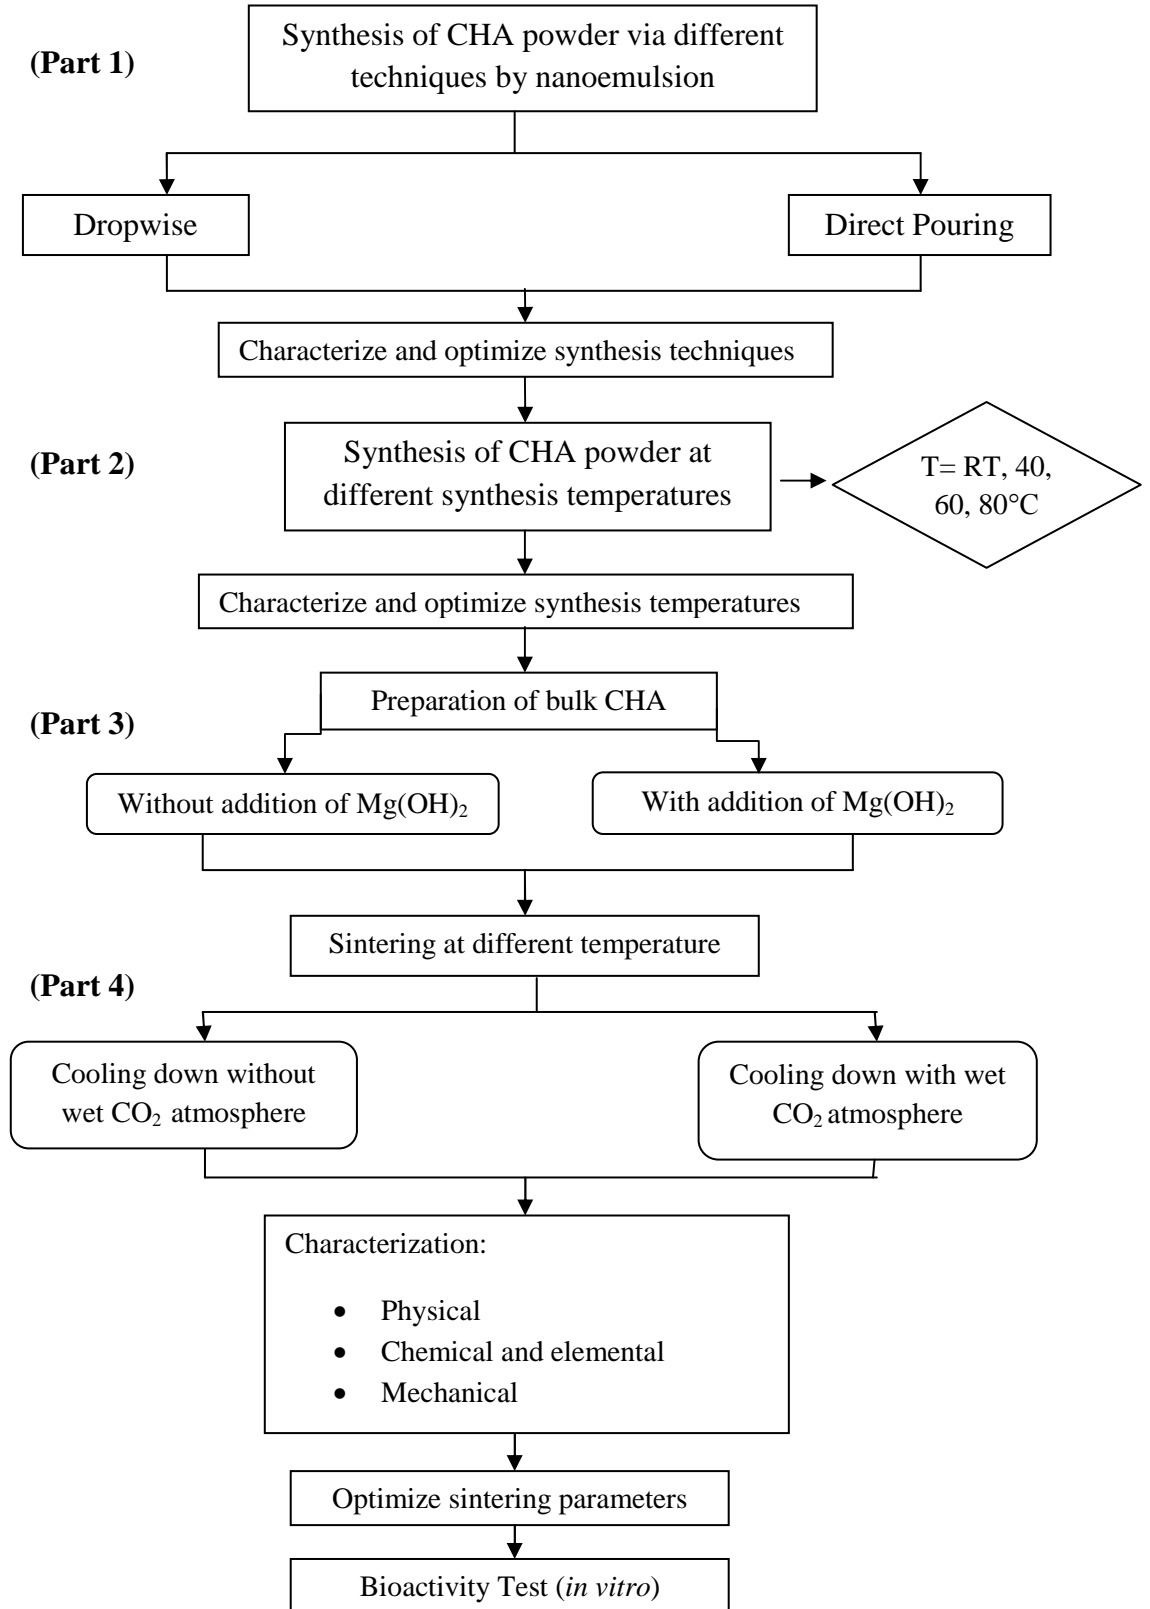 (Part 1)
Synthesis of CHA powder via different
techniques by nanoemulsion
Dropwise
Direct Pouring
Characterize and optimize synthesis techniques
(Part 2)
Synthesis of CHA powder at
different synthesis temperatures
T= RT, 40,
60, 80°C
Characterize and optimize synthesis temperatures
Preparation of bulk CHA
(Part 3)
Without addition of Mg(OH)₂
With addition of Mg(OH)₂
Sintering at different temperature
(Part 4)
Cooling down without
wet CO₂ atmosphere
Cooling down with wet
CO₂ atmosphere
Characterization:
• Physical
• Chemical and elemental
• Mechanical
Optimize sintering parameters
Bioactivity Test (in vitro)